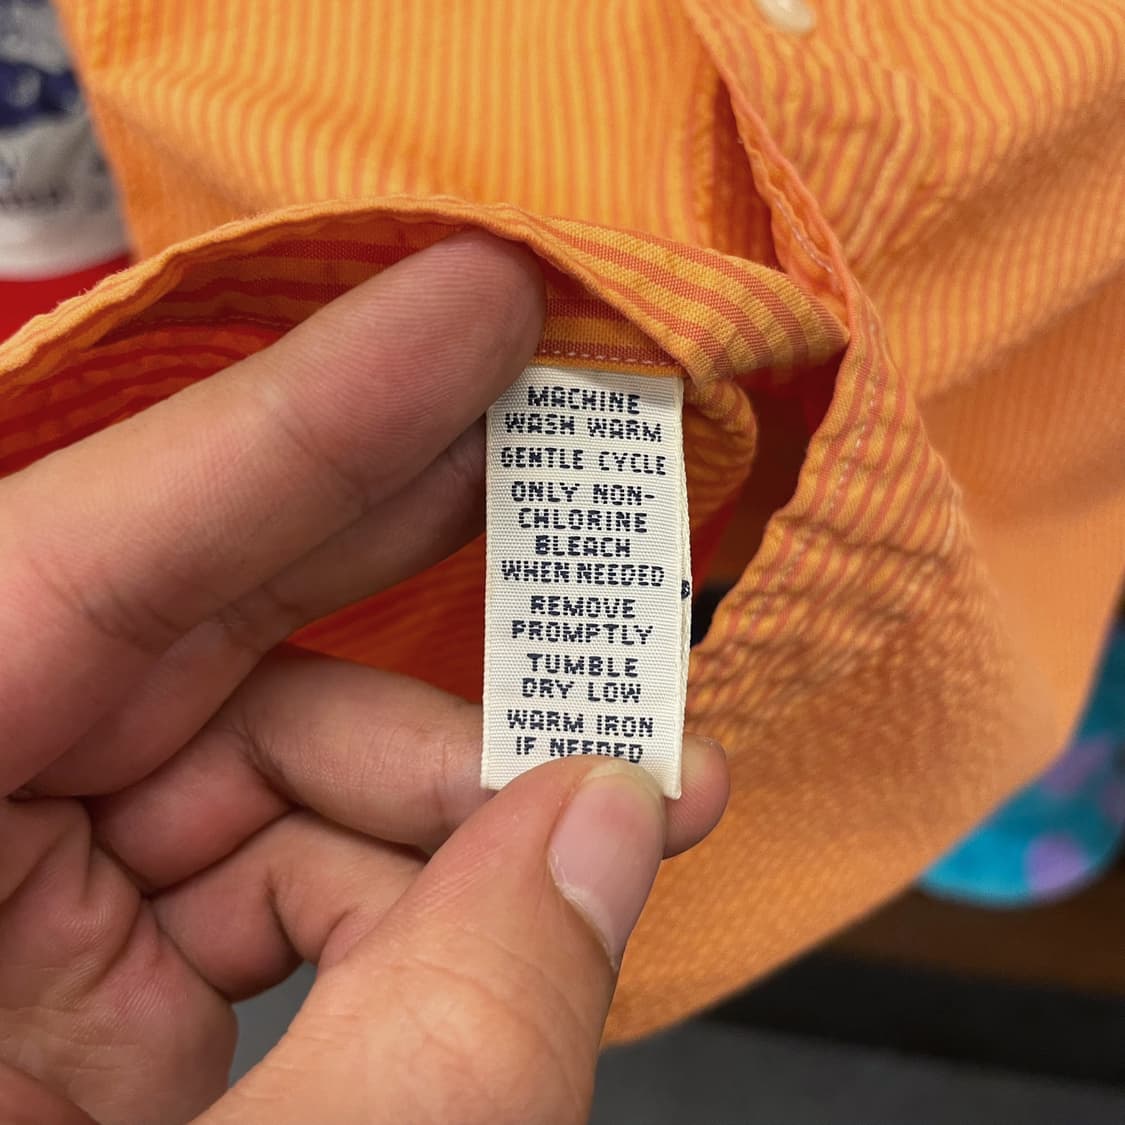 MACHINE
WASH WARM
GENTLE CYCLE
ONLY NON-
CHLORINE
BLEACH
WHEN NEEDED
REMOVE
PROMPTLY
TUMBLE
DRY LOW
WARM IRON
IF NEEDED